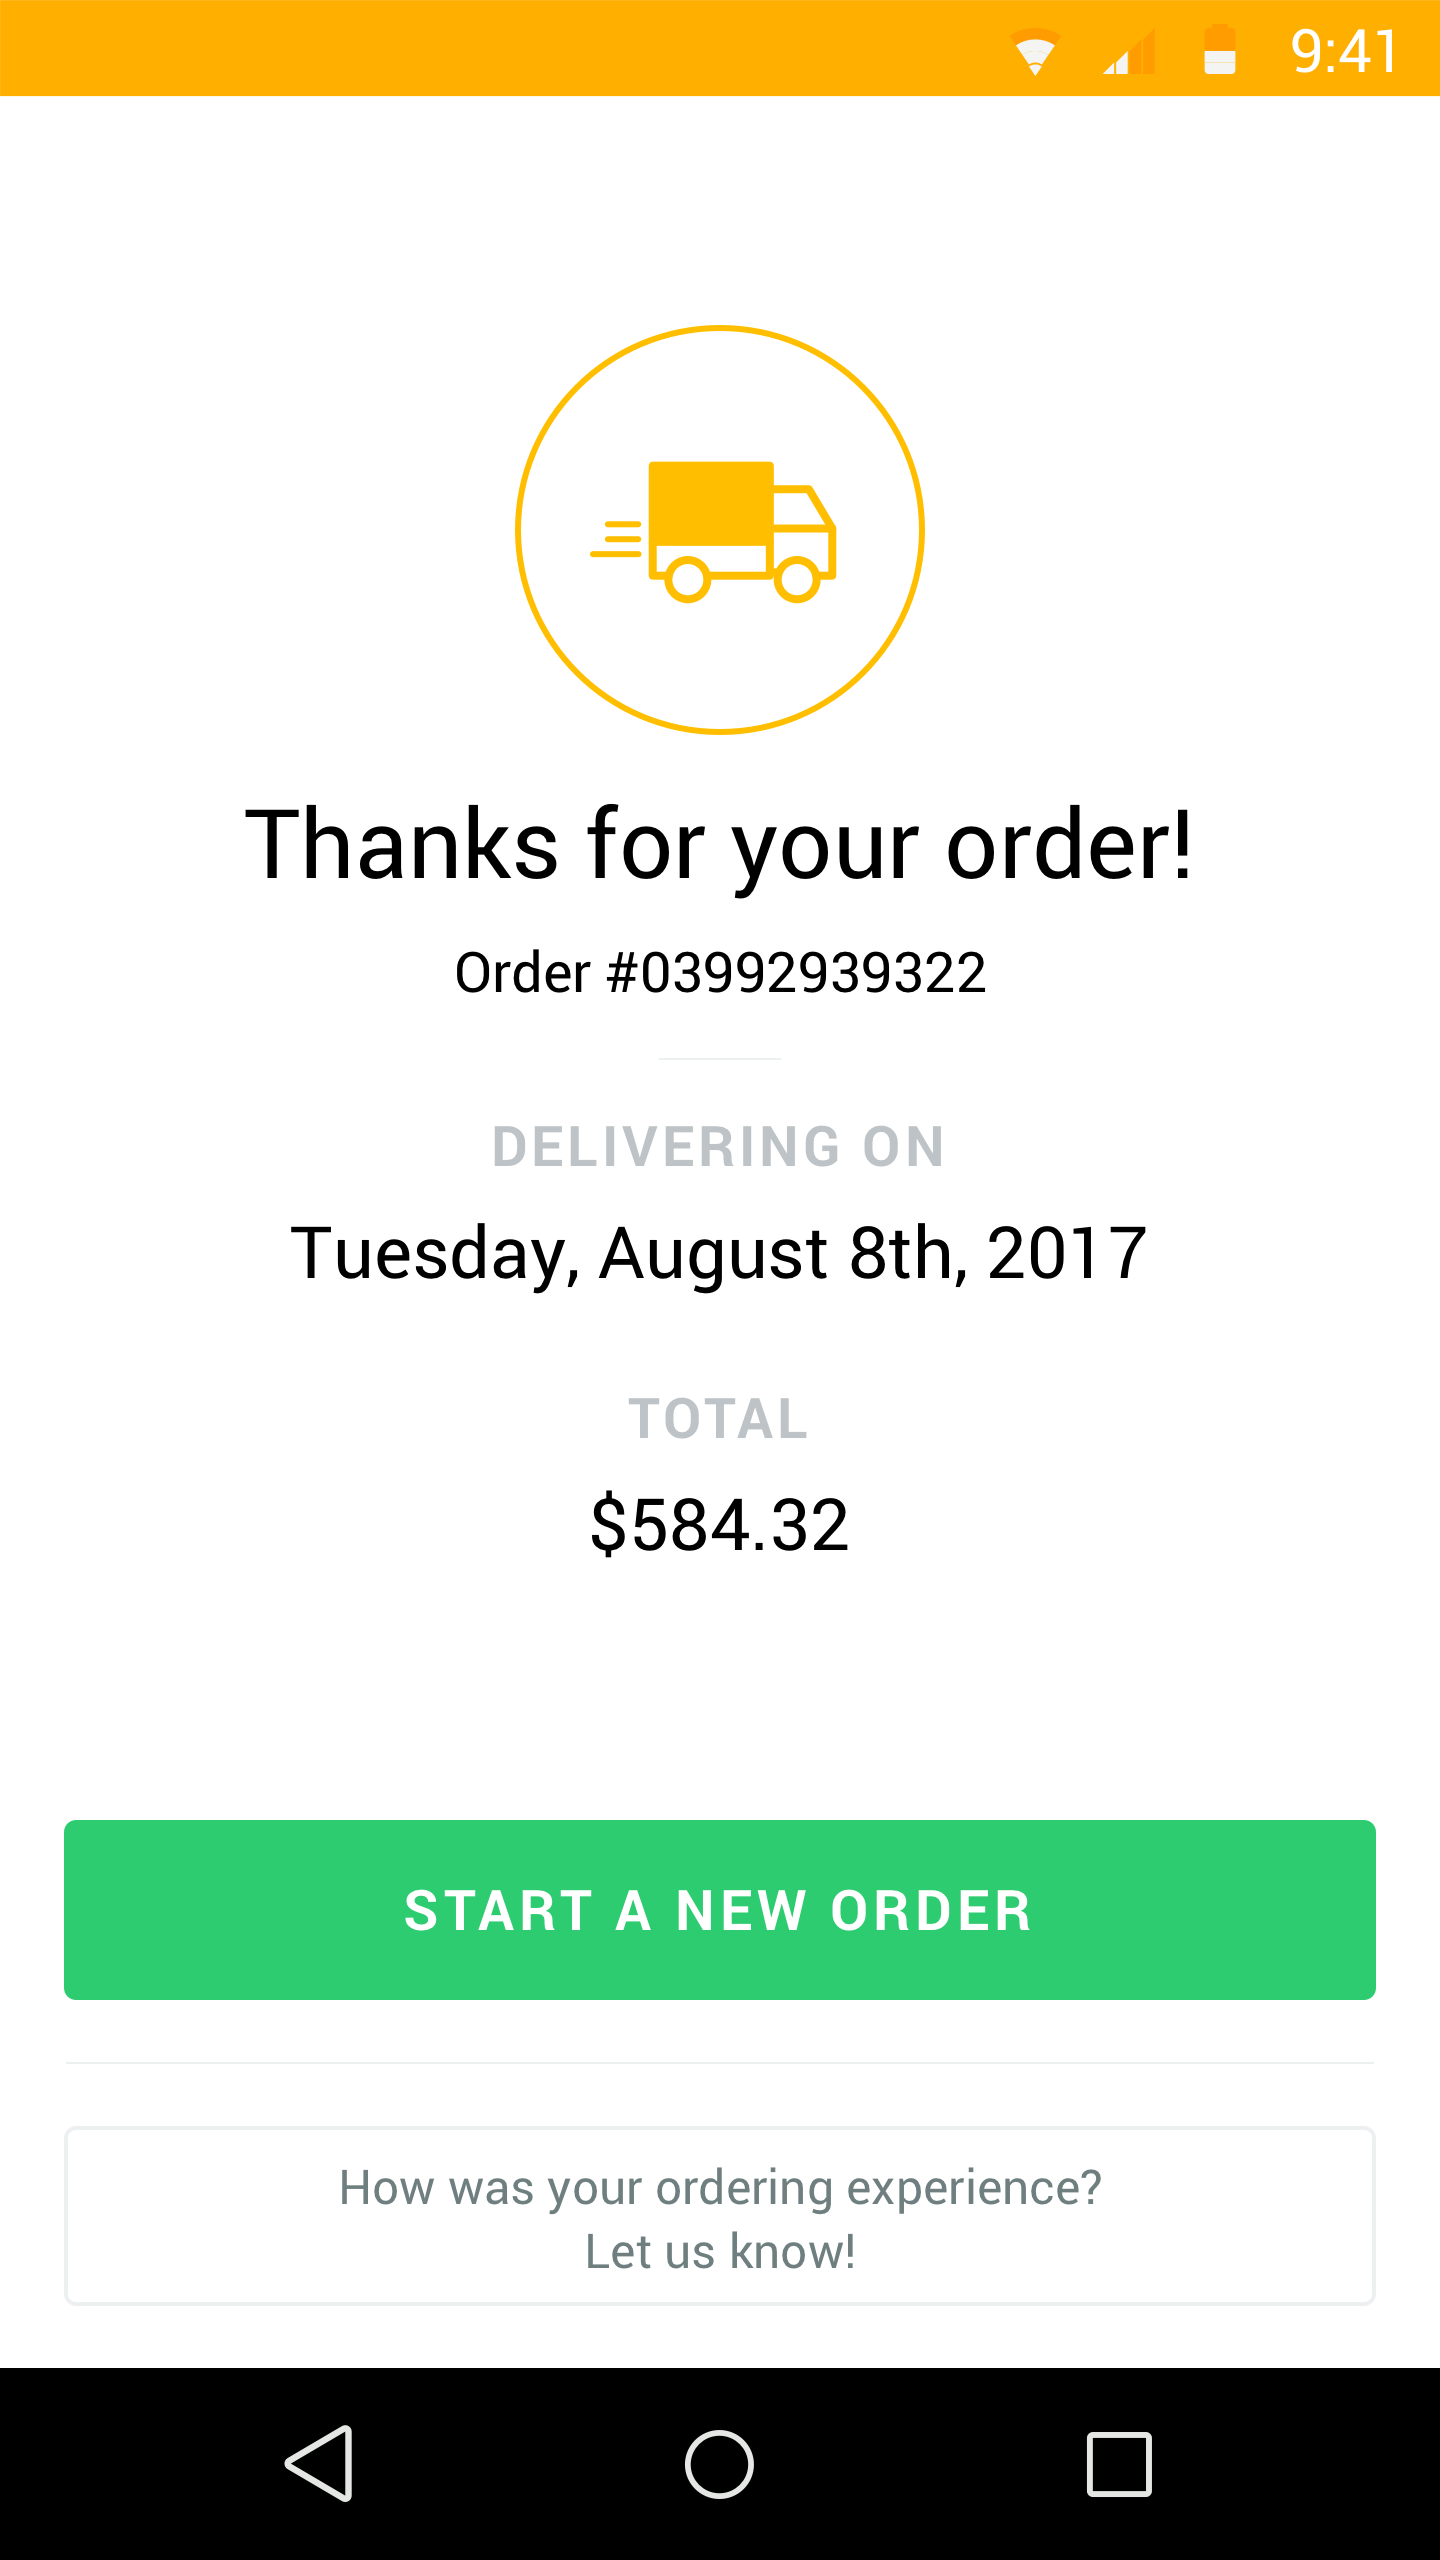 9:41
Thanks for your order!
Order #03992939322
DELIVERING ON
Tuesday, August 8th, 2017
TOTAL
$584.32
START A NEW ORDER
How was your ordering experience?
Let us know!